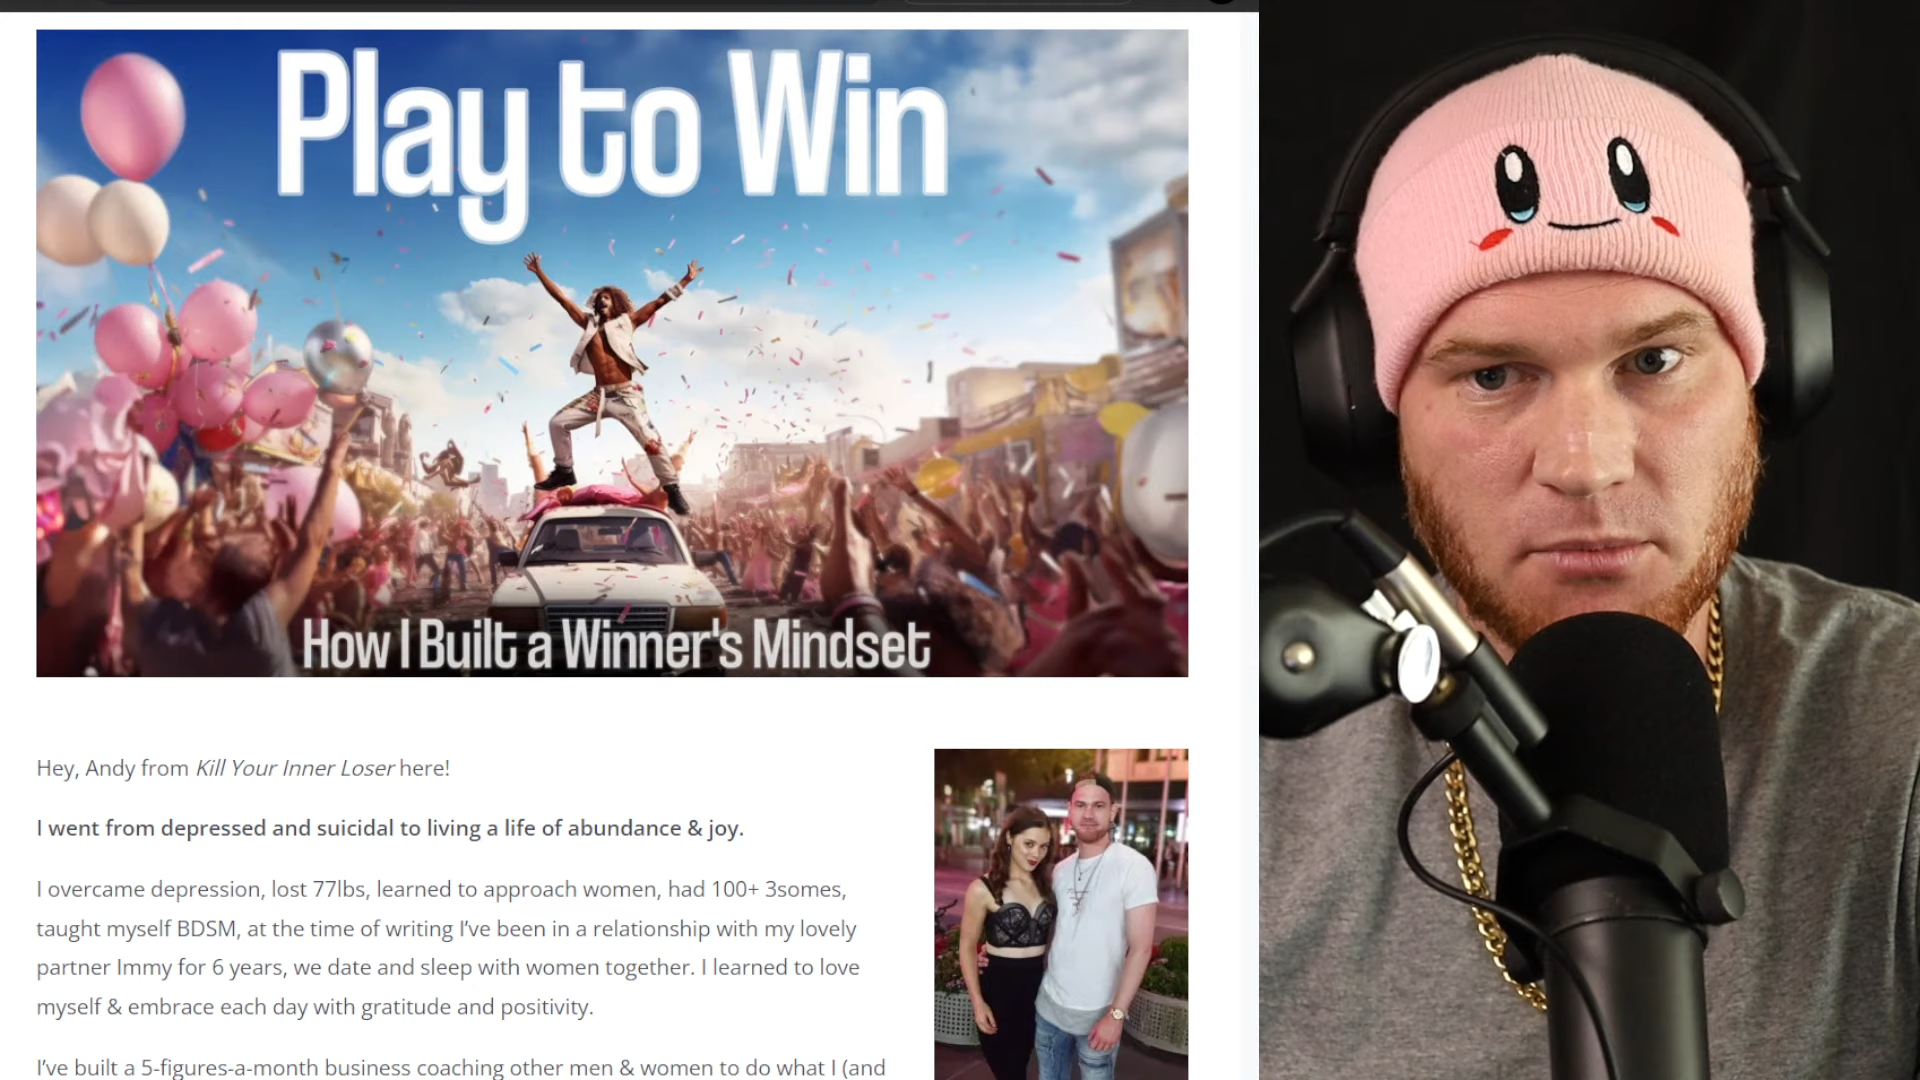 Play to Win
How I Built a Winner's Mindset
Hey, Andy from Kill Your Inner Loser here!
I went from depressed and suicidal to living a life of abundance & joy.
I overcame depression, lost 77lbs, learned to approach women, had 100+ 3somes,
taught myself BDSM, at the time of writing I’ve been in a relationship with my lovely
partner Immy for 6 years, we date and sleep with women together. I learned to love
myself & embrace each day with gratitude and positivity.
I’ve built a 5-figures-a-month business coaching other men & women to do what I (and